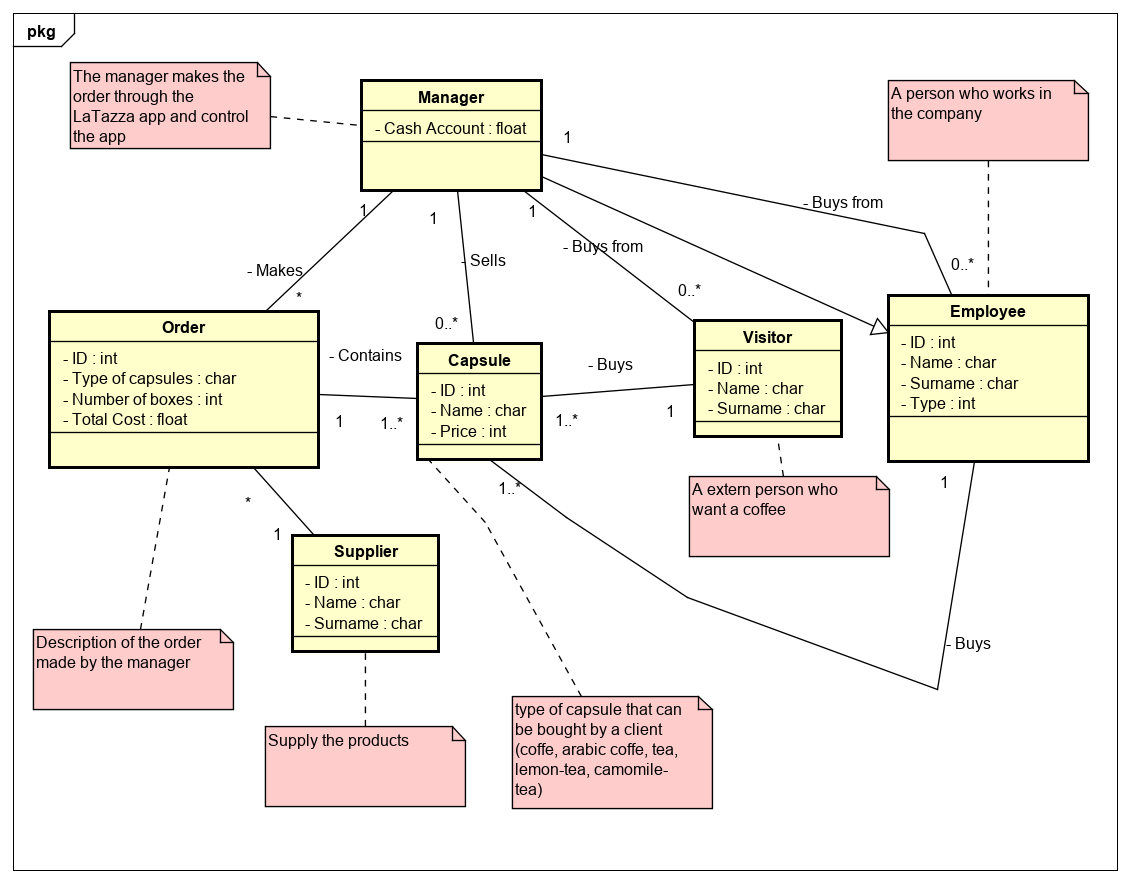 pkg
The manager makes the
order through the
LaTazza app and control
the app
Manager
- Cash Account : float
A person who works in
the company
1
- Buys from
0..*
1
1
1
- Makes
*
- Sells
0..*
- Buys from
0..*
Order
- ID : int
- Type of capsules : char
- Number of boxes : int
- Total Cost : float
- Contains
1
1..*
Capsule
- ID : int
- Name : char
- Price : int
- Buys
1..*
1
Visitor
- ID : int
- Name : char
- Surname : char
Employee
- ID : int
- Name : char
- Surname : char
- Type : int
1..*
1
- Buys
A extern person who
want a coffee
*
1
Supplier
- ID : int
- Name : char
- Surname : char
Description of the order
made by the manager
Supply the products
type of capsule that can
be bought by a client
(coffe, arabic coffe, tea,
lemon-tea, camomile-
tea)